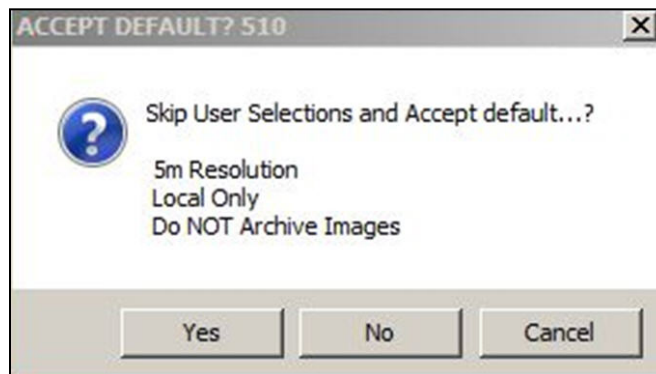 ACCEPT DEFAULT? 510
Skip User Selections and Accept default...?
5m Resolution
Local Only
Do NOT Archive Images
Yes No Cancel